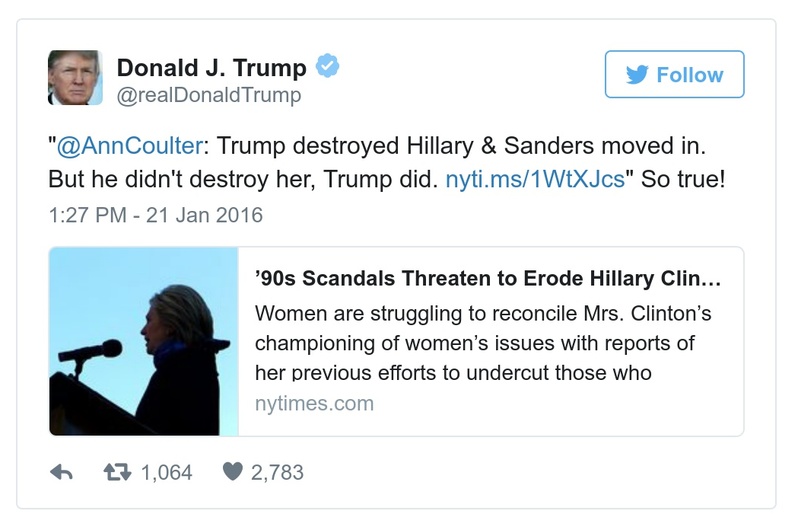 Donald J. Trump
@realDonaldTrump
Follow
"@AnnCoulter: Trump destroyed Hillary & Sanders moved in.
But he didn't destroy her, Trump did. nyti.ms/1WtXJcs" So true!
1:27 PM - 21 Jan 2016
’90s Scandals Threaten to Erode Hillary Clin…
Women are struggling to reconcile Mrs. Clinton’s
championing of women’s issues with reports of
her previous efforts to undercut those who
nytimes.com
1,064 2,783